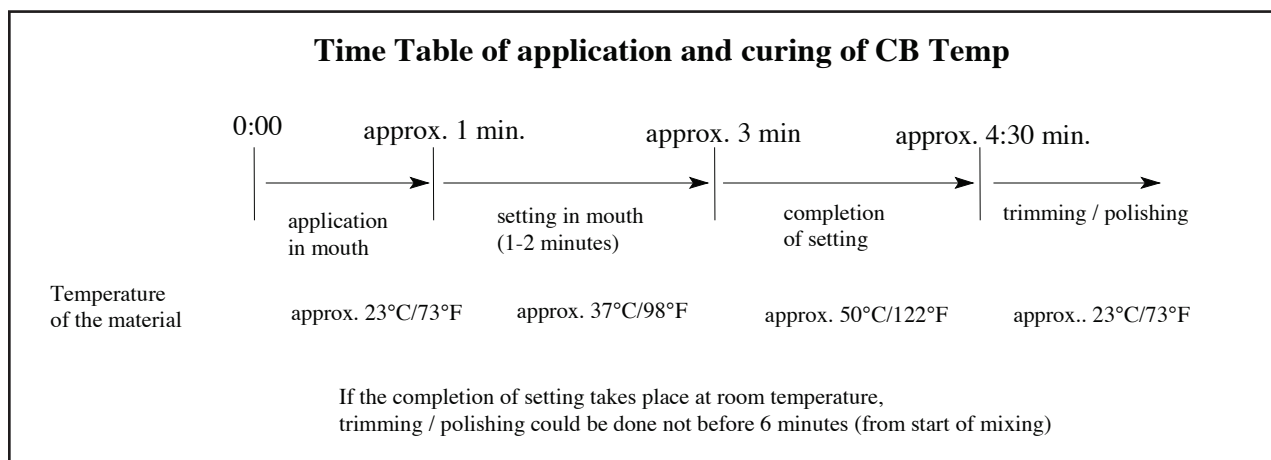 Time Table of application and curing of CB Temp
0:00 approx. 1 min. approx. 3 min approx. 4:30 min.
application
in mouth
setting in mouth
(1-2 minutes)
completion
of setting
trimming / polishing
Temperature
of the material
approx. 23°C/73°F approx. 37°C/98°F approx. 50°C/122°F approx.. 23°C/73°F
If the completion of setting takes place at room temperature,
trimming / polishing could be done not before 6 minutes (from start of mixing)